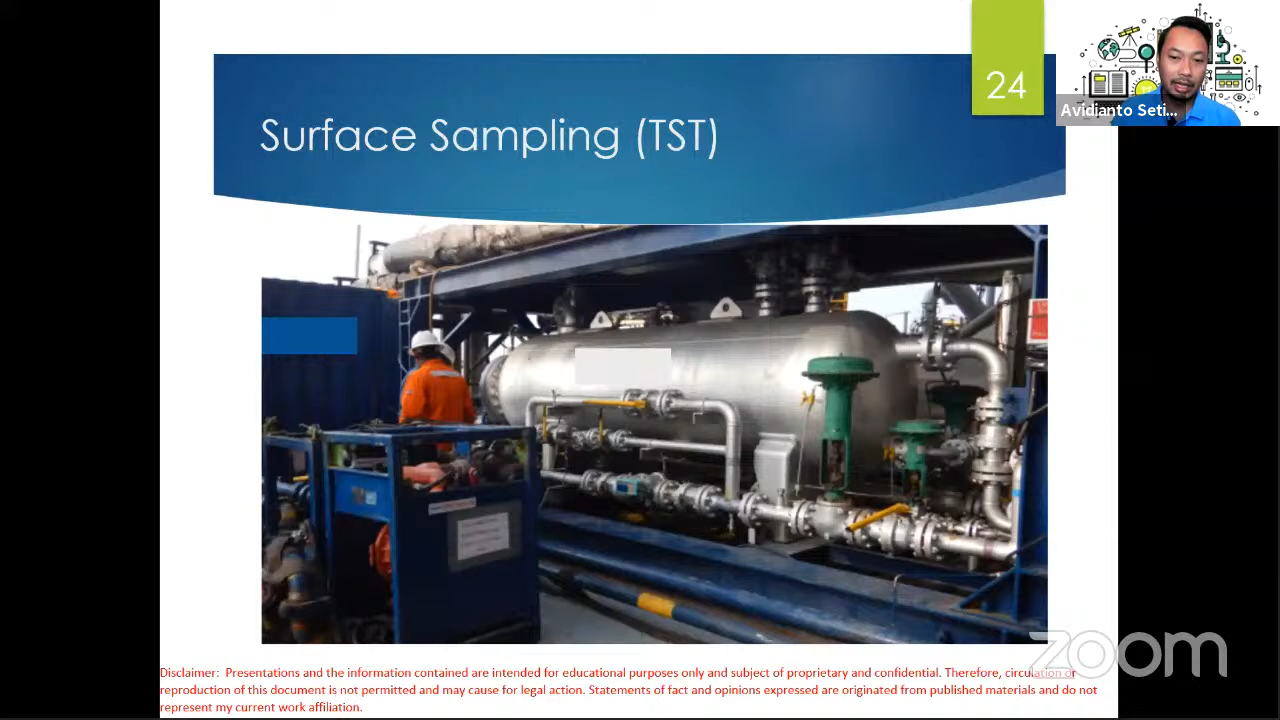 24
Avidianto Seti...
Surface Sampling (TST)
zoom
Disclaimer: Presentations and the information contained are intended for educational purposes only and subject of proprietary and confidential. Therefore, circulation or
reproduction of this document is not permitted and may cause for legal action. Statements of fact and opinions expressed are originated from published materials and do not
represent my current work affiliation.